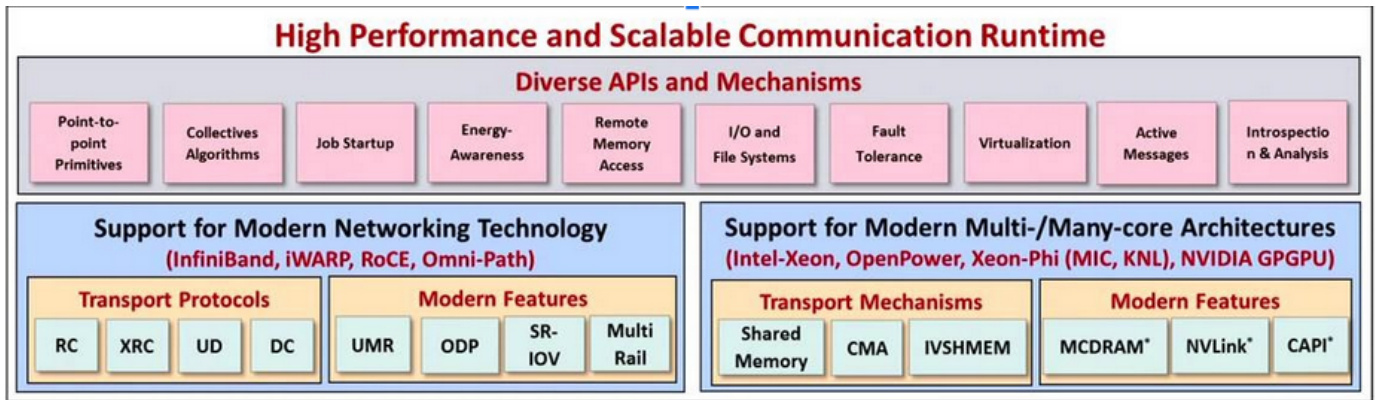 High Performance and Scalable Communication Runtime
Diverse APIs and Mechanisms
Point-to-
point
Primitives
Collectives
Algorithms
Job Startup
Energy-
Awareness
Remote
Memory
Access
I/O and
File Systems
Fault
Tolerance
Virtualization
Active
Messages
Introspectio
n & Analysis
Support for Modern Networking Technology
(InfiniBand, iWARP, RoCE, Omni-Path)
Transport Protocols
RC
XRC
UD
DC
Modern Features
UMR
ODP
SR-
IOV
Multi
Rail
Support for Modern Multi-/Many-core Architectures
(Intel-Xeon, OpenPower, Xeon-Phi (MIC, KNL), NVIDIA GPGPU)
Transport Mechanisms
Shared
Memory
CMA
IVSHMEM
Modern Features
MCDRAM*
NVLink*
CAPI*